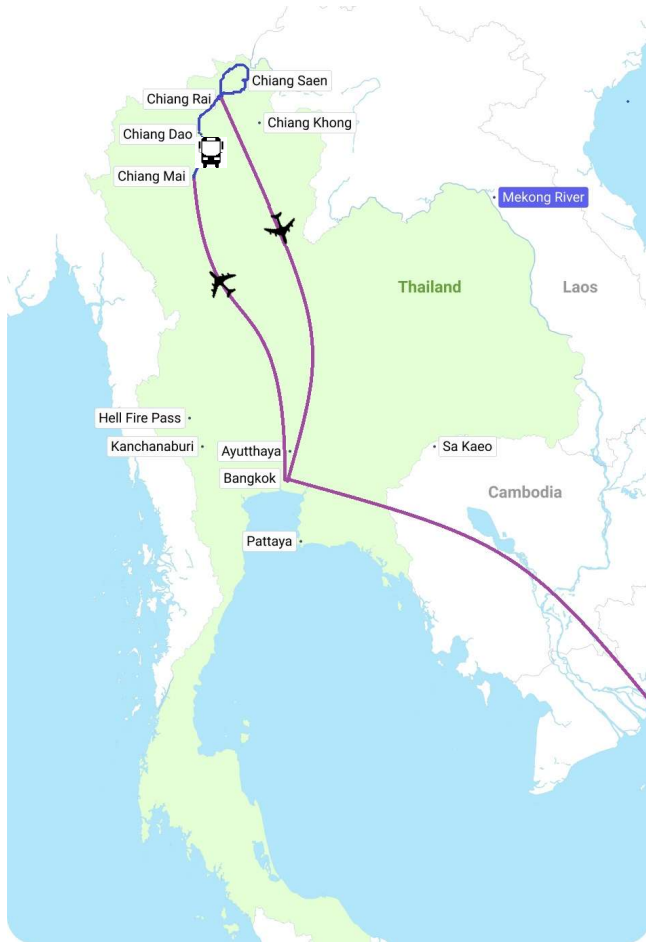 Chiang Saen
Chiang Rai
Chiang Khong
Chiang Dao
Chiang Mai
Mekong River
Thailand
Laos
Hell Fire Pass
Kanchanaburi
Ayutthaya
Sa Kaeo
Bangkok
Cambodia
Pattaya